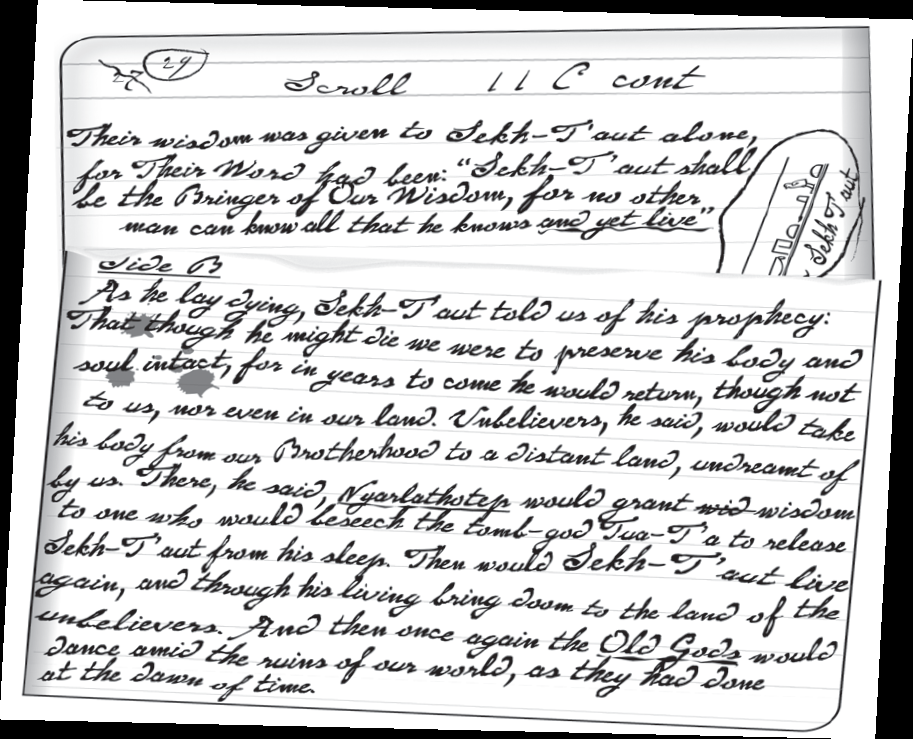 27 29
Scroll 11 C cont
Their wisdom was given to Sekh-T'aut alone,
for Their Word had been: "Sekh-T'aut shall
be the Bringer of Our Wisdom, for no other
man can know all that he knows and yet live"
Sekh T'aut
Side B
As he lay dying, Sekh-T'aut told us of his prophecy:
That though he might die we were to preserve his body and
soul intact, for in years to come he would return, though not
to us, nor even in our land. Unbelievers, he said, would take
his body from our Brotherhood to a distant land, undreamt of
by us. There, he said, Nyarlathotep would grant wid wisdom
to one who would beseech the tomb-god Tua-T'a to release
Sekh-T'aut from his sleep. Then would Sekh-T'aut live
again, and through his living bring doom to the land of the
unbelievers. And then once again the Old Gods would
dance amid the ruins of our world, as they had done
at the dawn of time.